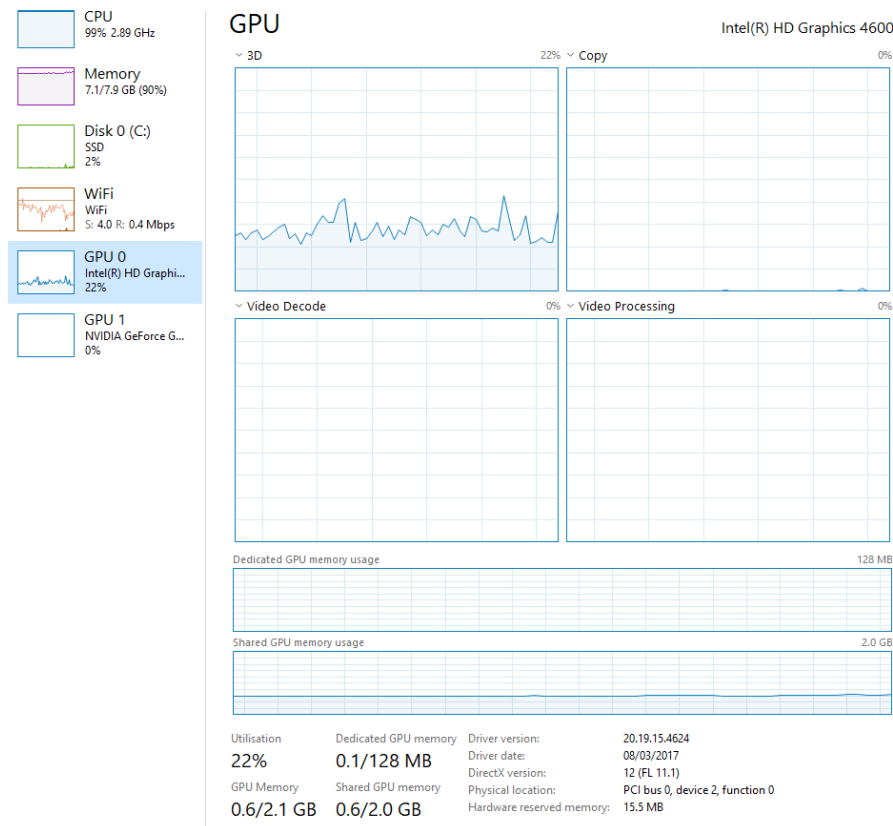 CPU
99% 2.89 GHz
Memory
7.1/7.9 GB (90%)
Disk 0 (C:)
SSD
2%
WiFi
WiFi
S: 4.0 R: 0.4 Mbps
GPU 0
Intel(R) HD Graphi...
22%
GPU 1
NVIDIA GeForce G...
0%
GPU Intel(R) HD Graphics 4600
3D 22% Copy 0%
Video Decode 0% Video Processing 0%
Dedicated GPU memory usage 128 MB
Shared GPU memory usage 2.0 GB
Utilisation
22%
Dedicated GPU memory
0.1/128 MB
GPU Memory
0.6/2.1 GB
Shared GPU memory
0.6/2.0 GB
Driver version: 20.19.15.4624
Driver date: 08/03/2017
DirectX version: 12 (FL 11.1)
Physical location: PCI bus 0, device 2, function 0
Hardware reserved memory: 15.5 MB